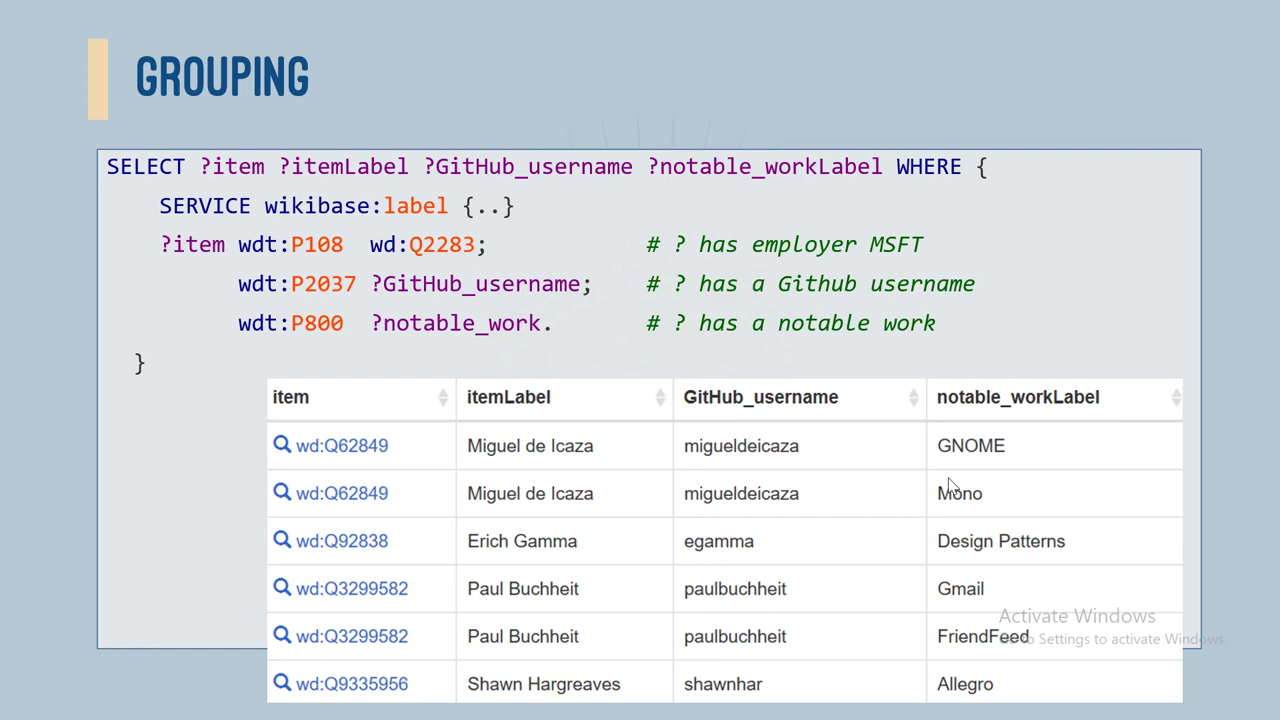 GROUPING
SELECT ?item ?itemLabel ?GitHub_username ?notable_workLabel WHERE {
SERVICE wikibase:label {..}
?item wdt:P108 wd:Q2283; # ? has employer MSFT
wdt:P2037 ?GitHub_username; # ? has a Github username
wdt:P800 ?notable_work. # ? has a notable work
}
item itemLabel GitHub_username notable_workLabel
wd:Q62849 Miguel de Icaza migueldeicaza GNOME
wd:Q62849 Miguel de Icaza migueldeicaza Mono
wd:Q92838 Erich Gamma egamma Design Patterns
wd:Q3299582 Paul Buchheit paulbuchheit Gmail
Activate Windows
wd:Q3299582 Paul Buchheit paulbuchheit FriendFeed
Go to Settings to activate Windows.
wd:Q9335956 Shawn Hargreaves shawnhar Allegro